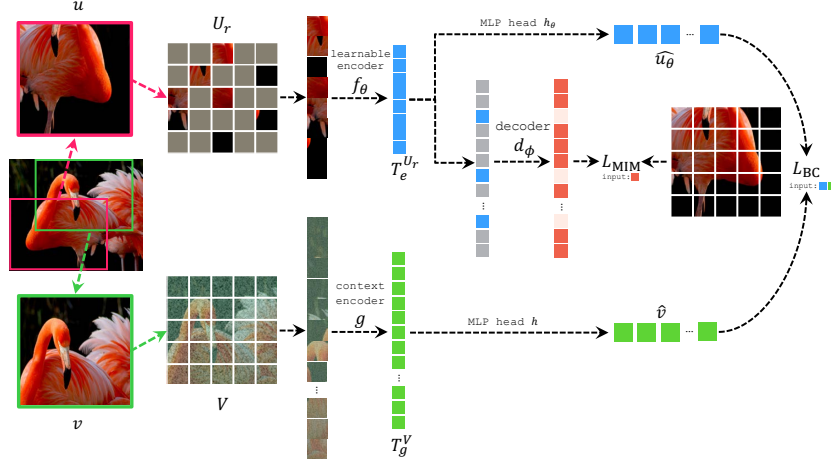 u
U_r
learnable
encoder
f_θ
T_e^{U_r}
MLP head h_θ
\widehat{u_θ}
...
decoder
d_ϕ
L_MIM
input:
L_BC
input:
...
v
V
context
encoder
g
...
T_g^V
...
MLP head h
\hat{v}
...